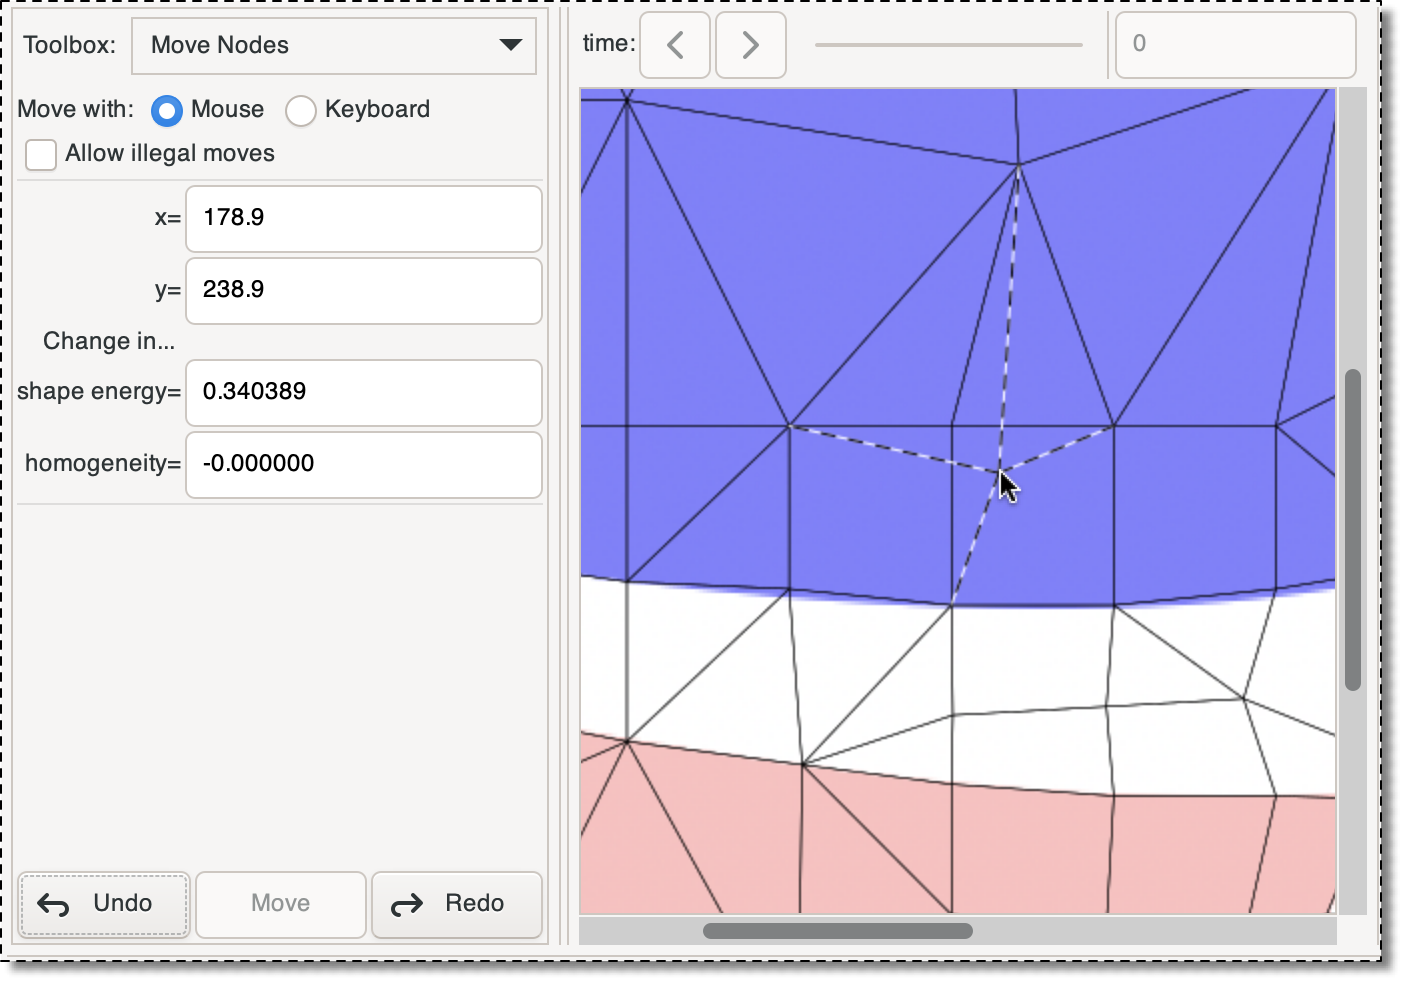 Toolbox: Move Nodes
time: 0
Move with: Mouse Keyboard
Allow illegal moves
x= 178.9
y= 238.9
Change in...
shape energy= 0.340389
homogeneity= -0.000000
Undo Move Redo